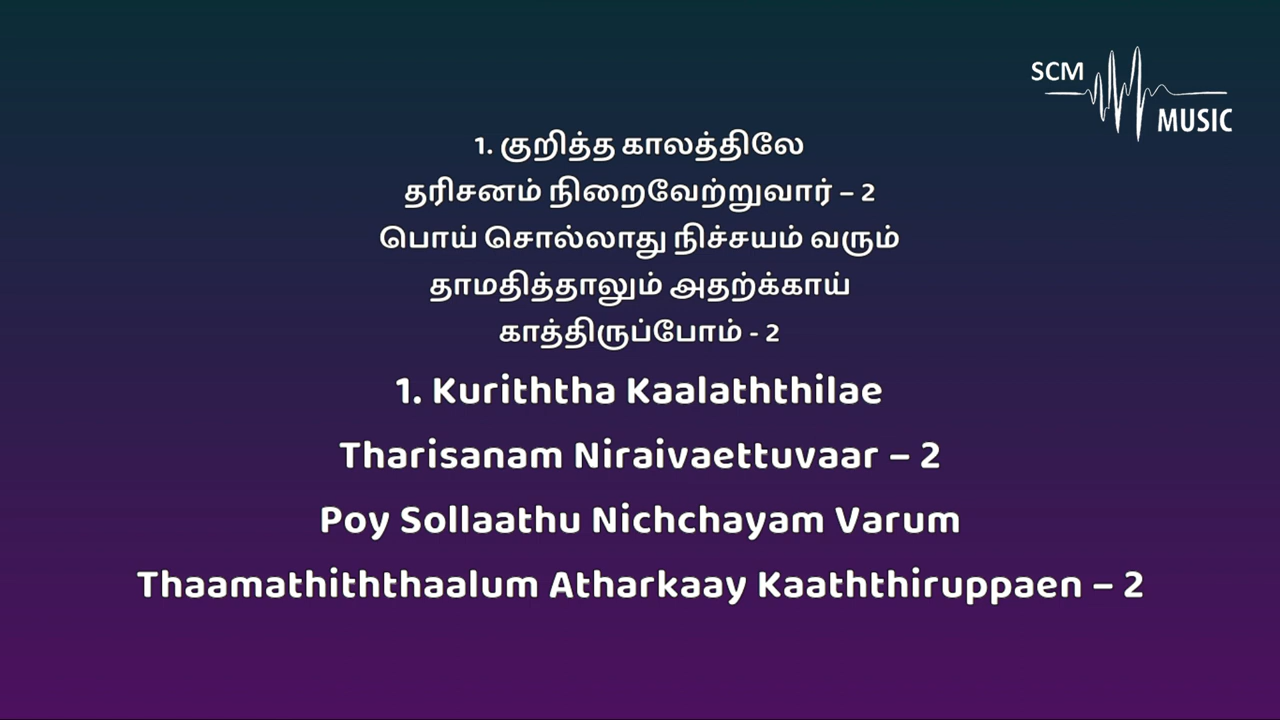 SCM
MUSIC
1. குறித்த காலத்திலே
தரிசனம் நிறைவேற்றுவார் – 2
பொய் சொல்லாது நிச்சயம் வரும்
தாமதித்தாலும் அதற்க்காய்
காத்திருப்போம் - 2
1. Kuriththa Kaalaththilae
Tharisanam Niraivaettuvaar – 2
Poy Sollaathu Nichchayam Varum
Thaamathiththaalum Atharkaay Kaaththiruppaen – 2